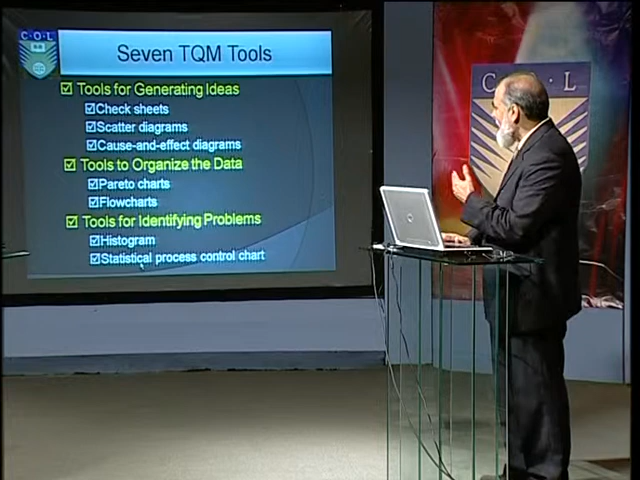 C.O.L
Seven TQM Tools
Tools for Generating Ideas
Check sheets
Scatter diagrams
Cause-and-effect diagrams
Tools to Organize the Data
Pareto charts
Flowcharts
Tools for Identifying Problems
Histogram
Statistical process control chart
C O L